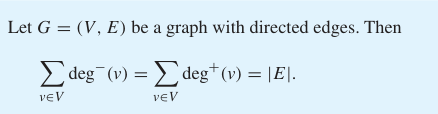 Let G = (V, E) be a graph with directed edges. Then
∑_{v∈V} deg⁻(v) = ∑_{v∈V} deg⁺(v) = |E|.